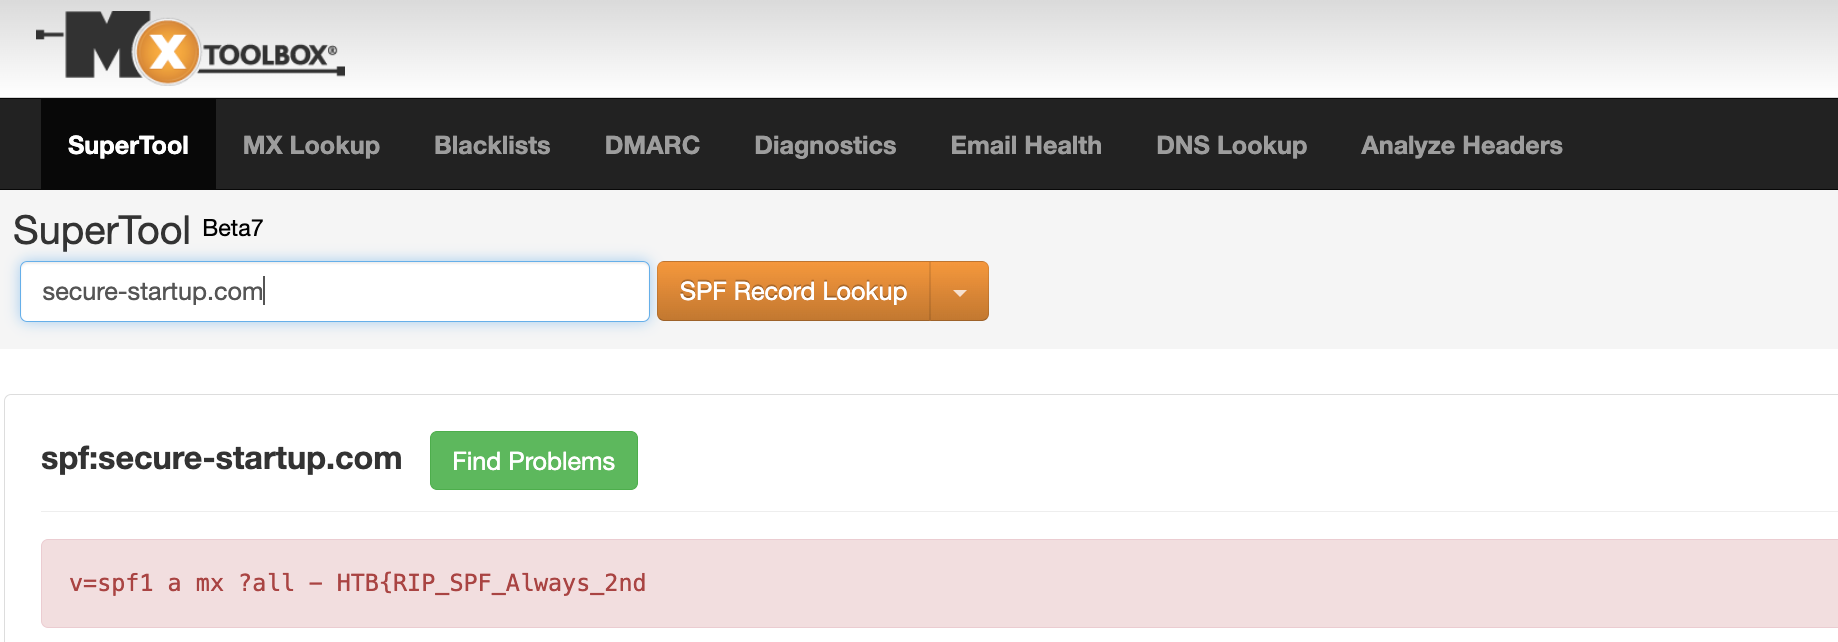 MX TOOLBOX®
SuperTool MX Lookup Blacklists DMARC Diagnostics Email Health DNS Lookup Analyze Headers
SuperTool Beta7
secure-startup.com SPF Record Lookup
spf:secure-startup.com Find Problems
v=spf1 a mx ?all – HTB{RIP_SPF_Always_2nd